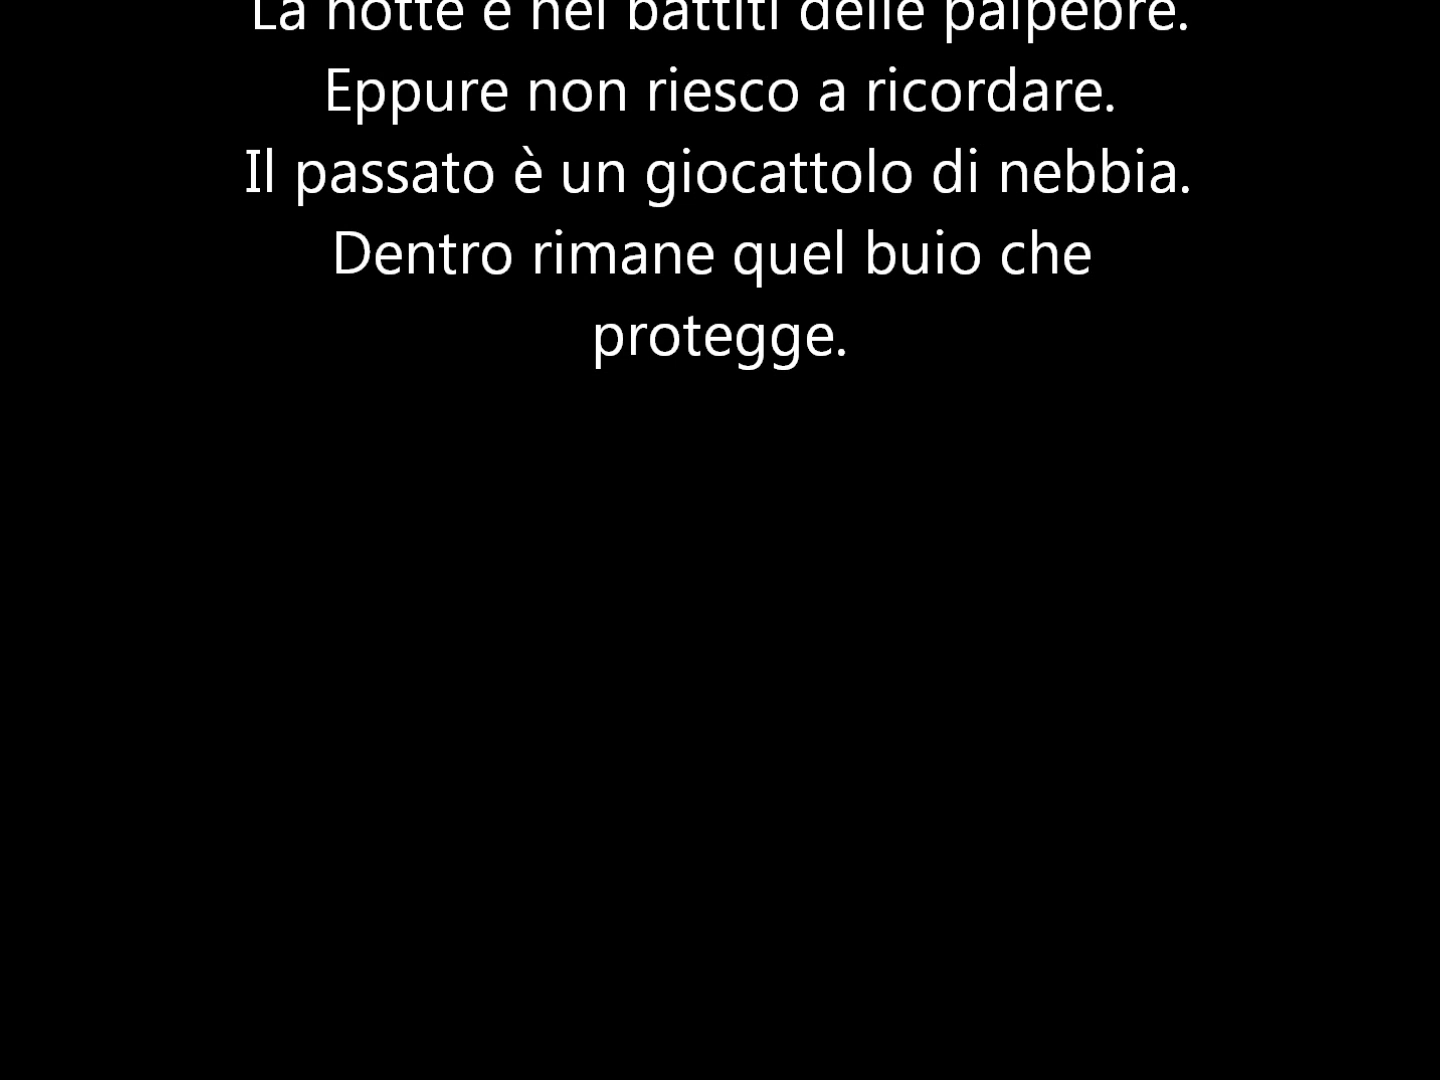 La notte è nei battiti delle palpebre.
Eppure non riesco a ricordare.
Il passato è un giocattolo di nebbia.
Dentro rimane quel buio che
protegge.